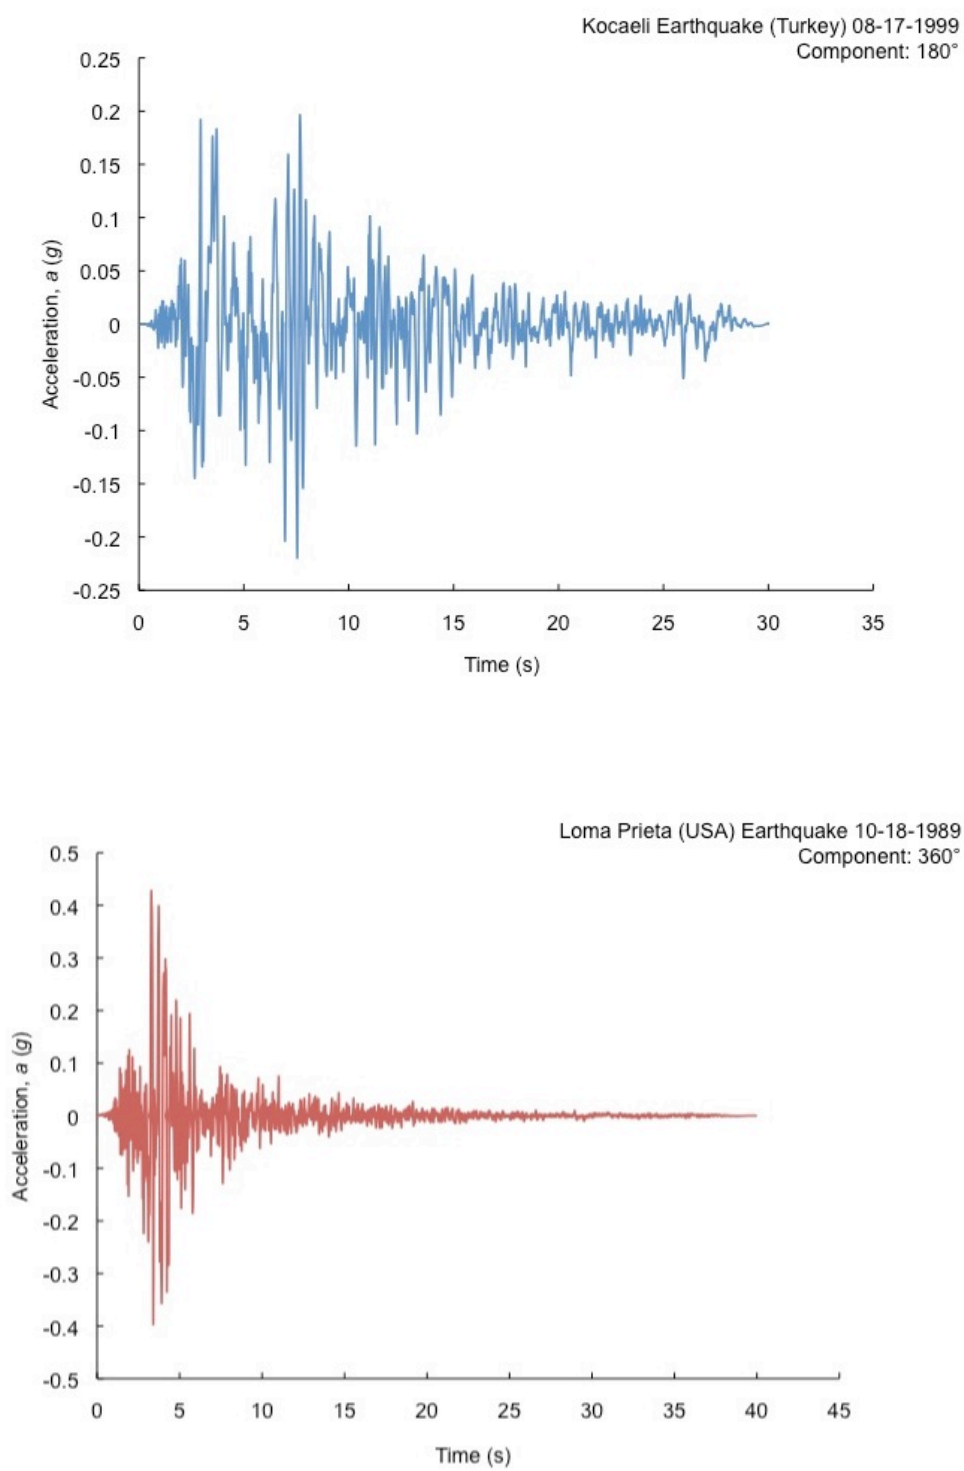 Kocaeli Earthquake (Turkey) 08-17-1999
Component: 180°
0.25
0.2
0.15
0.1
0.05
0
-0.05
-0.1
-0.15
-0.2
-0.25
Acceleration, a (g)
0 5 10 15 20 25 30 35
Time (s)
Loma Prieta (USA) Earthquake 10-18-1989
Component: 360°
0.5
0.4
0.3
0.2
0.1
0
-0.1
-0.2
-0.3
-0.4
-0.5
Acceleration, a (g)
0 5 10 15 20 25 30 35 40 45
Time (s)